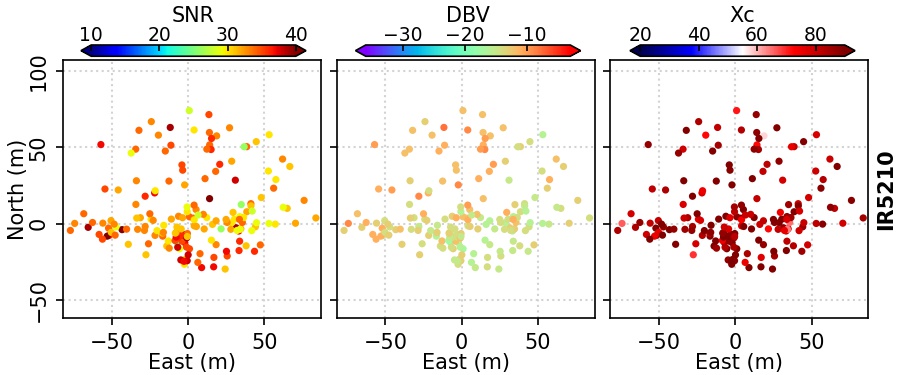 SNR DBV Xc
10 20 30 40 −30 −20 −10 20 40 60 80
100
50
0
−50
North (m)
IR5210
−50 0 50 −50 0 50 −50 0 50
East (m) East (m) East (m)